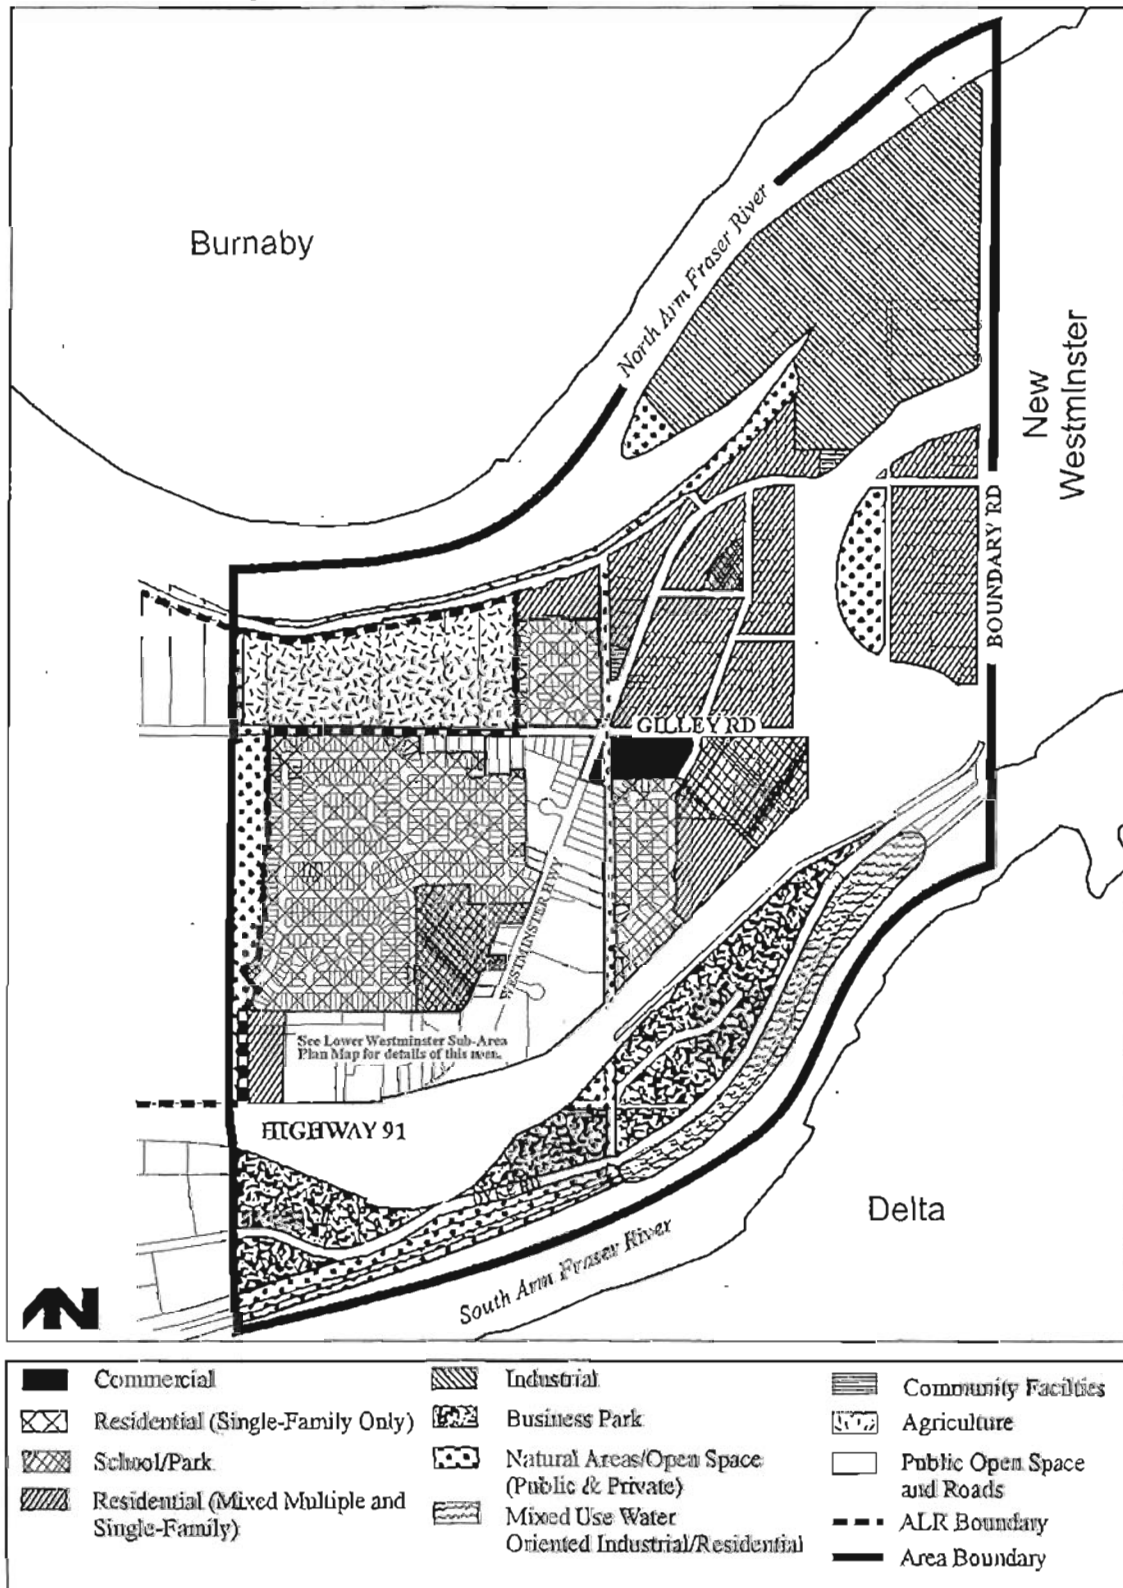 Burnaby
North Arm Fraser River
New
Westminster
BOUNDARY RD
GILLEY RD
WESTMINSTER HWY
See Lower Westminster Sub-Area
Plan Map for details of this area.
HIGHWAY 91
Delta
South Arm Fraser River
N
Commercial
Residential (Single-Family Only)
School/Park
Residential (Mixed Multiple and
Single-Family)
Industrial
Business Park
Natural Areas/Open Space
(Public & Private)
Mixed Use Water
Oriented Industrial/Residential
Community Facilties
Agriculture
Public Open Space
and Roads
ALR Boundary
Area Boundary